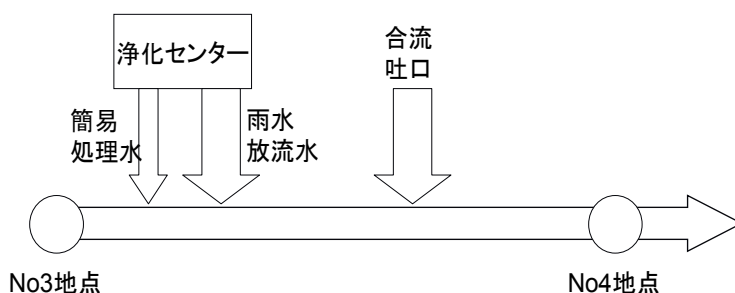 浄化センター
合流
吐口
簡易
処理水
雨水
放流水
No3地点
No4地点